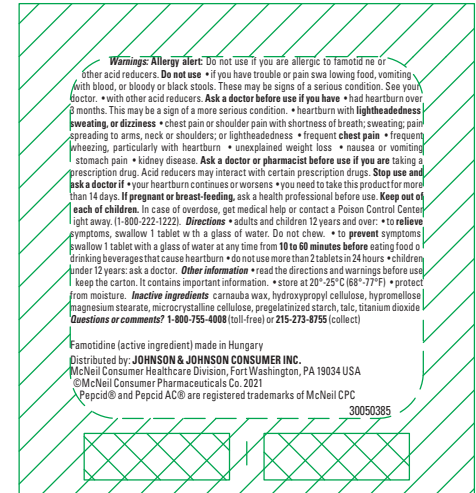 Warnings: Allergy alert: Do not use if you are allergic to famotid ne or
other acid reducers. Do not use • if you have trouble or pain swa lowing food, vomiting
with blood, or bloody or black stools. These may be signs of a serious condition. See your
doctor. • with other acid reducers. Ask a doctor before use if you have • had heartburn over
3 months. This may be a sign of a more serious condition. • heartburn with lightheadedness
sweating, or dizziness • chest pain or shoulder pain with shortness of breath; sweating; pain
spreading to arms, neck or shoulders; or lightheadedness • frequent chest pain • frequent
wheezing, particularly with heartburn • unexplained weight loss • nausea or vomiting
stomach pain • kidney disease. Ask a doctor or pharmacist before use if you are taking a
prescription drug. Acid reducers may interact with certain prescription drugs. Stop use and
ask a doctor if • your heartburn continues or worsens • you need to take this product for more
than 14 days. If pregnant or breast-feeding, ask a health professional before use. Keep out of
each of children. In case of overdose, get medical help or contact a Poison Control Center
ight away. (1-800-222-1222). Directions • adults and children 12 years and over: • to relieve
symptoms, swallow 1 tablet w th a glass of water. Do not chew. • to prevent symptoms
swallow 1 tablet with a glass of water at any time from 10 to 60 minutes before eating food o
drinking beverages that cause heartburn • do not use more than 2 tablets in 24 hours • children
under 12 years: ask a doctor. Other information • read the directions and warnings before use
keep the carton. It contains important information. • store at 20°-25°C (68°-77°F) • protect
from moisture. Inactive ingredients carnauba wax, hydroxypropyl cellulose, hypromellose
magnesium stearate, microcrystalline cellulose, pregelatinized starch, talc, titanium dioxide
Questions or comments? 1-800-755-4008 (toll-free) or 215-273-8755 (collect)
Famotidine (active ingredient) made in Hungary
Distributed by: JOHNSON & JOHNSON CONSUMER INC.
McNeil Consumer Healthcare Division, Fort Washington, PA 19034 USA
©McNeil Consumer Pharmaceuticals Co. 2021
Pepcid® and Pepcid AC® are registered trademarks of McNeil CPC
30050385